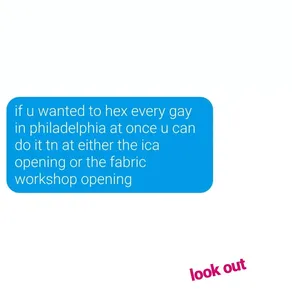 if u wanted to hex every gay
in philadelphia at once u can
do it tn at either the ica
opening or the fabric
workshop opening
look out